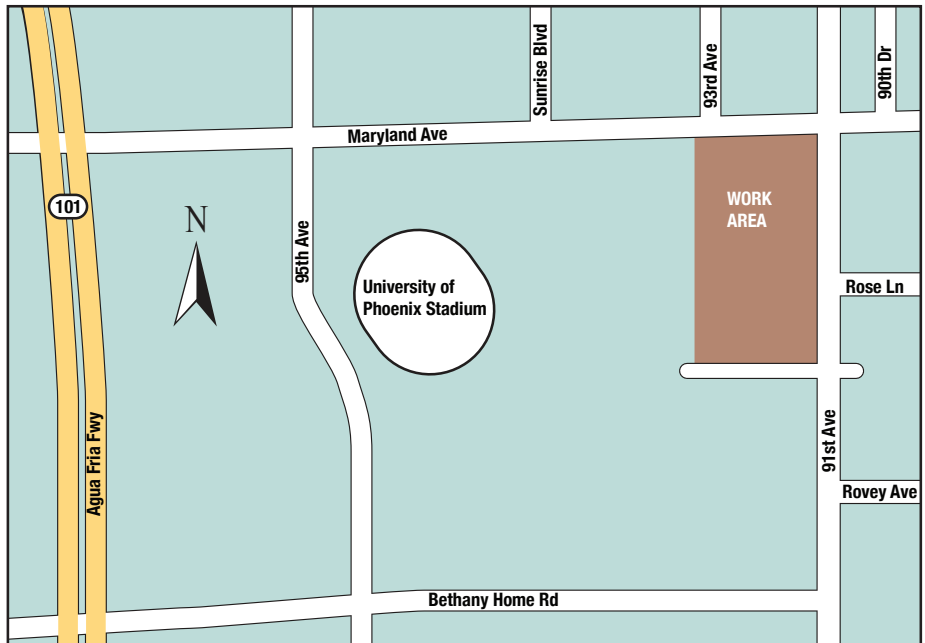 Sunrise Blvd
93rd Ave
90th Dr
Maryland Ave
101
N
WORK
AREA
95th Ave
University of
Phoenix Stadium
Rose Ln
91st Ave
Agua Fria Fwy
Rovey Ave
Bethany Home Rd